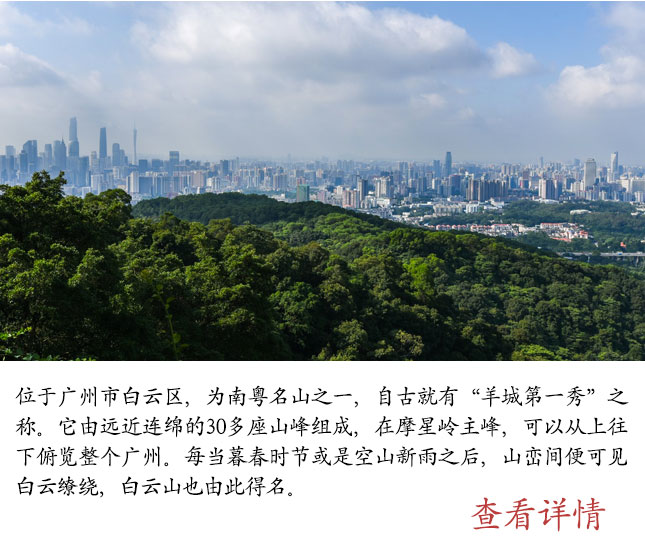 位于广州市白云区，为南粤名山之一，自古就有“羊城第一秀”之
称。它由远近连绵的30多座山峰组成，在摩星岭主峰，可以从上往
下俯览整个广州。每当暮春时节或是空山新雨之后，山峦间便可见
白云缭绕，白云山也由此得名。
查看详情